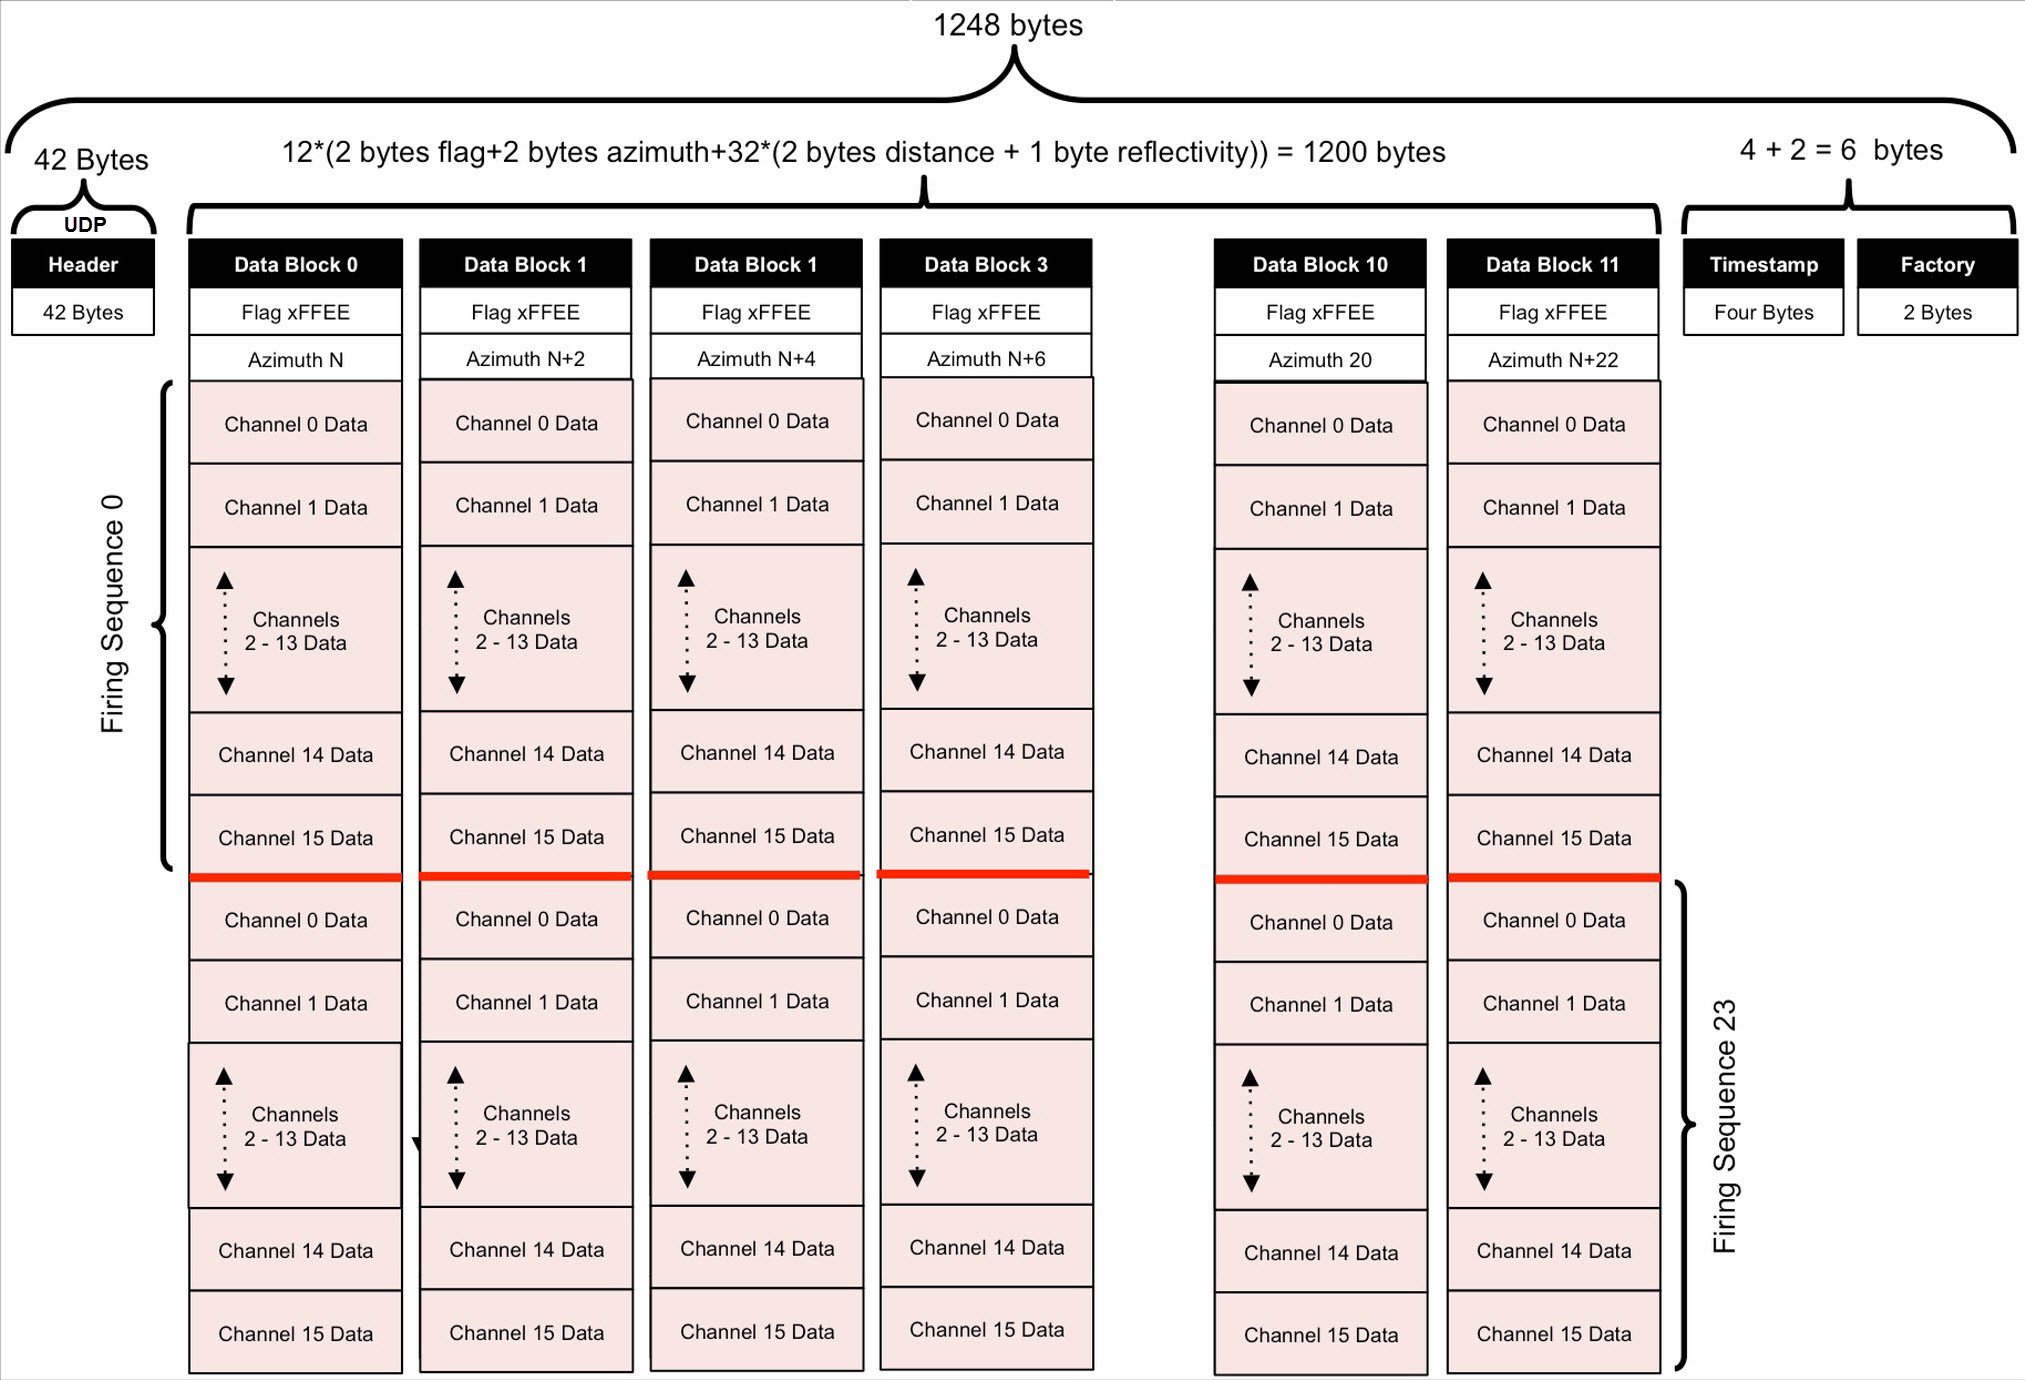 1248 bytes
42 Bytes
12*(2 bytes flag+2 bytes azimuth+32*(2 bytes distance + 1 byte reflectivity)) = 1200 bytes
4 + 2 = 6 bytes
UDP
Header
42 Bytes
Firing Sequence 0
Data Block 0
Flag xFFEE
Azimuth N
Channel 0 Data
Channel 1 Data
Channels
2 - 13 Data
Channel 14 Data
Channel 15 Data
Channel 0 Data
Channel 1 Data
Channels
2 - 13 Data
Channel 14 Data
Channel 15 Data
Data Block 1
Flag xFFEE
Azimuth N+2
Channel 0 Data
Channel 1 Data
Channels
2 - 13 Data
Channel 14 Data
Channel 15 Data
Channel 0 Data
Channel 1 Data
Channels
2 - 13 Data
Channel 14 Data
Channel 15 Data
Data Block 1
Flag xFFEE
Azimuth N+4
Channel 0 Data
Channel 1 Data
Channels
2 - 13 Data
Channel 14 Data
Channel 15 Data
Channel 0 Data
Channel 1 Data
Channels
2 - 13 Data
Channel 14 Data
Channel 15 Data
Data Block 3
Flag xFFEE
Azimuth N+6
Channel 0 Data
Channel 1 Data
Channels
2 - 13 Data
Channel 14 Data
Channel 15 Data
Channel 0 Data
Channel 1 Data
Channels
2 - 13 Data
Channel 14 Data
Channel 15 Data
Data Block 10
Flag xFFEE
Azimuth 20
Channel 0 Data
Channel 1 Data
Channels
2 - 13 Data
Channel 14 Data
Channel 15 Data
Channel 0 Data
Channel 1 Data
Channels
2 - 13 Data
Channel 14 Data
Channel 15 Data
Data Block 11
Flag xFFEE
Azimuth N+22
Channel 0 Data
Channel 1 Data
Channels
2 - 13 Data
Channel 14 Data
Channel 15 Data
Channel 0 Data
Channel 1 Data
Channels
2 - 13 Data
Channel 14 Data
Channel 15 Data
Firing Sequence 23
Timestamp
Four Bytes
Factory
2 Bytes